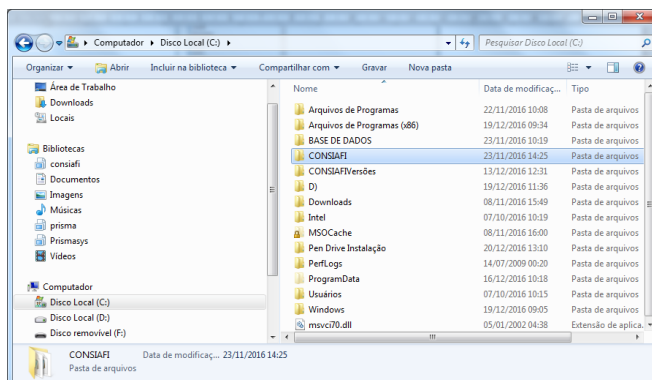 Computador ▸ Disco Local (C:) ▸ Pesquisar Disco Local (C:)
Organizar Abrir Incluir na biblioteca Compartilhar com Gravar Nova pasta
Área de Trabalho
Downloads
Locais
Bibliotecas
consiafi
Documentos
Imagens
Músicas
prisma
Prismasys
Vídeos
Computador
Disco Local (C:)
Disco Local (D:)
Disco removível (F:)
Nome Data de modificaç... Tipo
Arquivos de Programas 22/11/2016 10:08 Pasta de arquivos
Arquivos de Programas (x86) 19/12/2016 09:34 Pasta de arquivos
BASE DE DADOS 23/11/2016 10:19 Pasta de arquivos
CONSIAFI 23/11/2016 14:25 Pasta de arquivos
CONSIAFIVersões 13/12/2016 12:31 Pasta de arquivos
D) 19/12/2016 11:36 Pasta de arquivos
Downloads 08/11/2016 15:49 Pasta de arquivos
Intel 07/10/2016 10:19 Pasta de arquivos
MSOCache 08/11/2016 16:00 Pasta de arquivos
Pen Drive Instalação 20/12/2016 13:10 Pasta de arquivos
PerfLogs 14/07/2009 00:20 Pasta de arquivos
ProgramData 16/12/2016 10:18 Pasta de arquivos
Usuários 07/10/2016 10:15 Pasta de arquivos
Windows 19/12/2016 09:05 Pasta de arquivos
msvci70.dll 05/01/2002 04:38 Extensão de aplica...
CONSIAFI Data de modificaç... 23/11/2016 14:25
Pasta de arquivos